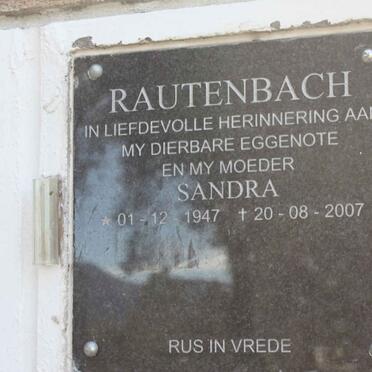 RAUTENBACH
IN LIEFDEVOLLE HERINNERING AAN
MY DIERBARE EGGENOTE
EN MY MOEDER
SANDRA
* 01 - 12 - 1947 † 20 - 08 - 2007
RUS IN VREDE